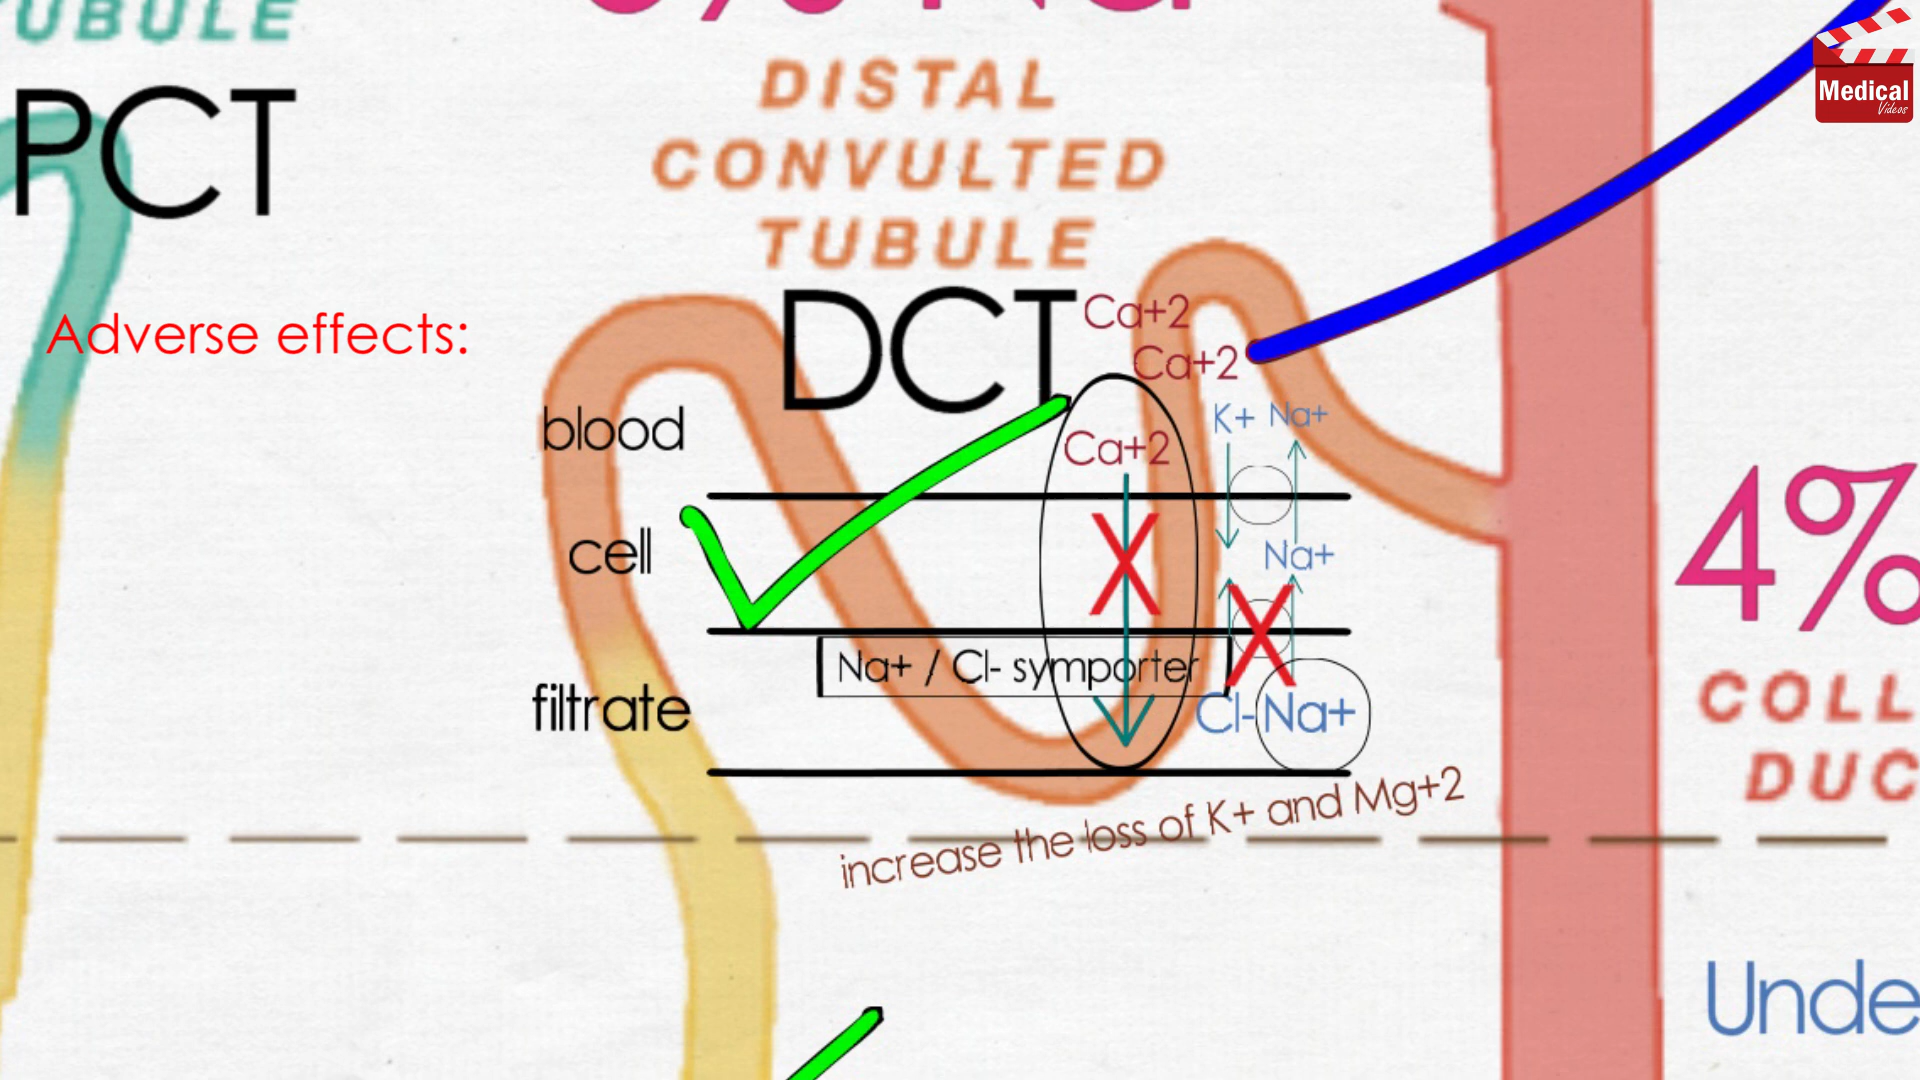 UBULE
PCT
DISTAL
CONVULTED
TUBULE
DCT
Medical
Videos
Adverse effects:
Ca+2
Ca+2
Ca+2
K+ Na+
blood
cell
Na+
Na+ / Cl- symporter
filtrate
Cl-Na+
increase the loss of K+ and Mg+2
4%
COLL
DUC
Unde